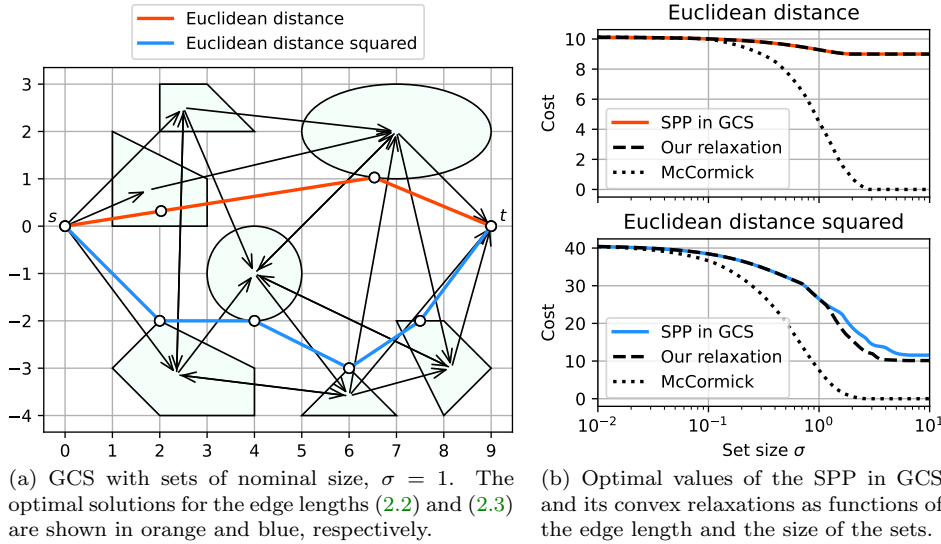 Euclidean distance
Euclidean distance squared
3
2
1
0
−1
−2
−3
−4
s
t
0 1 2 3 4 5 6 7 8 9
(a) GCS with sets of nominal size, σ = 1. The
optimal solutions for the edge lengths (2.2) and (2.3)
are shown in orange and blue, respectively.
Euclidean distance
Cost
10
8
6
4
2
0
SPP in GCS
Our relaxation
McCormick
Euclidean distance squared
Cost
40
30
20
10
0
SPP in GCS
Our relaxation
McCormick
10⁻² 10⁻¹ 10⁰ 10¹
Set size σ
(b) Optimal values of the SPP in GCS
and its convex relaxations as functions of
the edge length and the size of the sets.